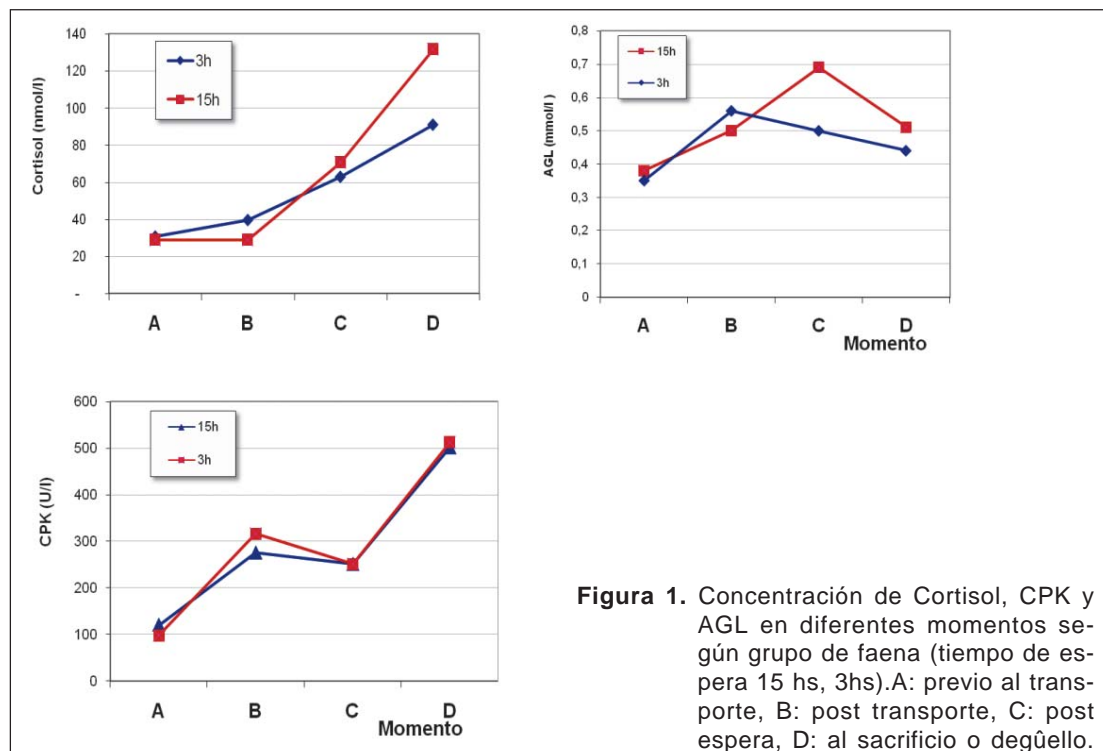 140
120
100
80
60
40
20
-
Cortisol (nmol/l)
3h
15h
A B C D
0,8
0,7
0,6
0,5
0,4
0,3
0,2
0,1
0
AGL (mmol/l )
15h
3h
A B C D
Momento
600
500
400
300
200
100
0
CPK (U/l)
15h
3h
A B C D
Momento
Figura 1. Concentración de Cortisol, CPK y
AGL en diferentes momentos se-
gún grupo de faena (tiempo de es-
pera 15 hs, 3hs).A: previo al trans-
porte, B: post transporte, C: post
espera, D: al sacrificio o degûello.